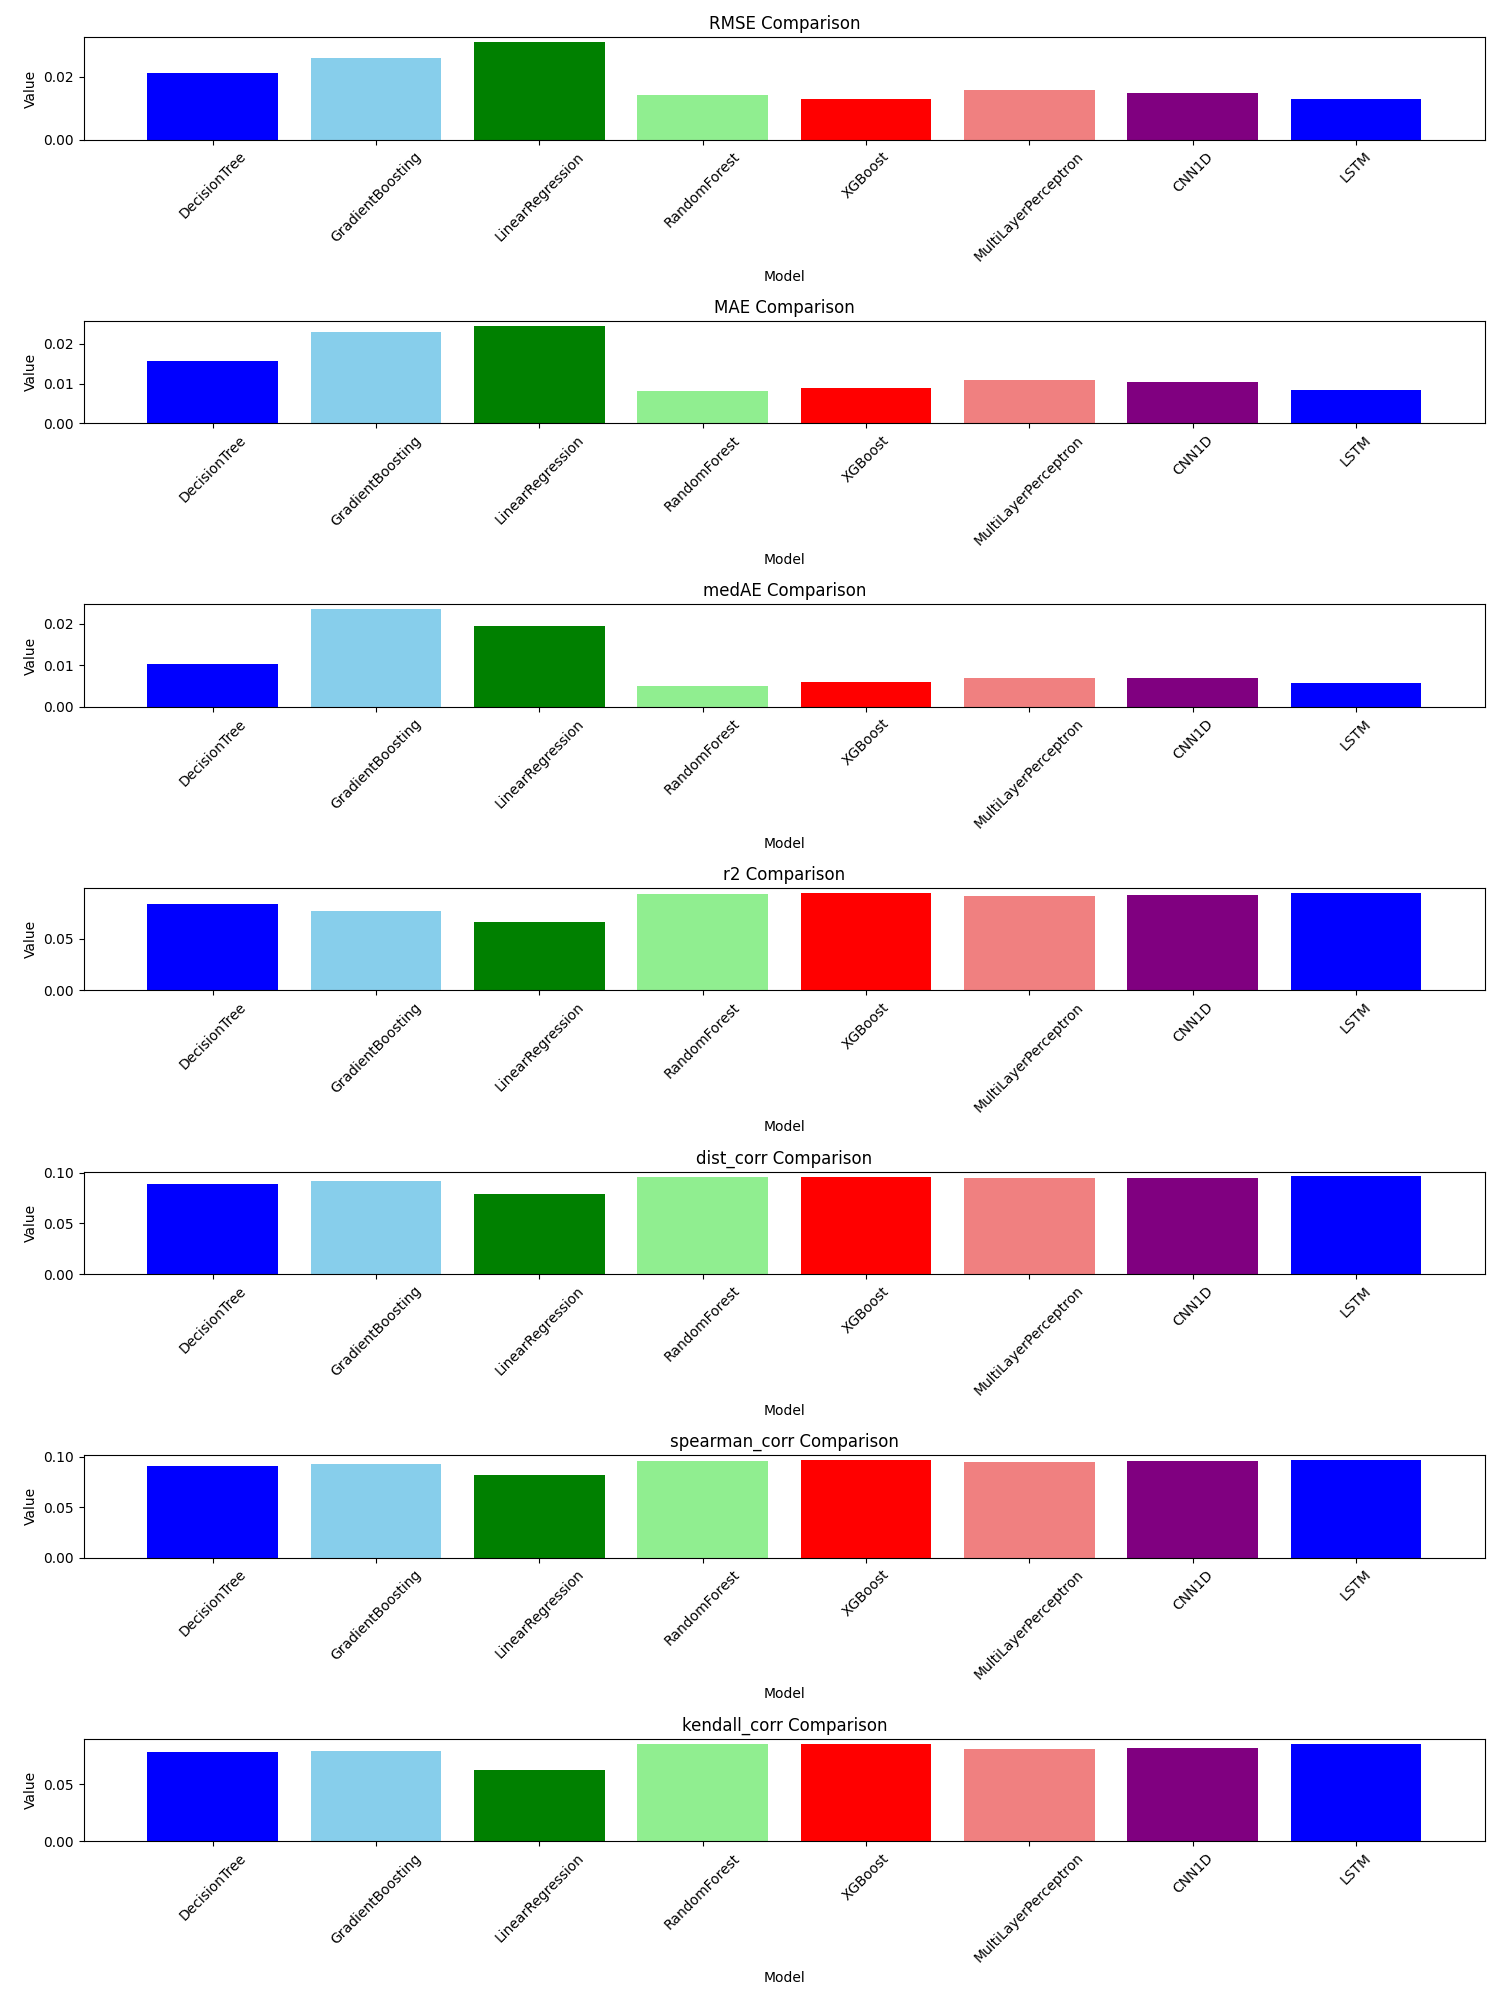 RMSE Comparison
Value
0.02
0.00
DecisionTree
GradientBoosting
LinearRegression
RandomForest
XGBoost
MultiLayerPerceptron
CNN1D
LSTM
Model
MAE Comparison
Value
0.02
0.01
0.00
DecisionTree
GradientBoosting
LinearRegression
RandomForest
XGBoost
MultiLayerPerceptron
CNN1D
LSTM
Model
medAE Comparison
Value
0.02
0.01
0.00
DecisionTree
GradientBoosting
LinearRegression
RandomForest
XGBoost
MultiLayerPerceptron
CNN1D
LSTM
Model
r2 Comparison
Value
0.05
0.00
DecisionTree
GradientBoosting
LinearRegression
RandomForest
XGBoost
MultiLayerPerceptron
CNN1D
LSTM
Model
dist_corr Comparison
Value
0.10
0.05
0.00
DecisionTree
GradientBoosting
LinearRegression
RandomForest
XGBoost
MultiLayerPerceptron
CNN1D
LSTM
Model
spearman_corr Comparison
Value
0.10
0.05
0.00
DecisionTree
GradientBoosting
LinearRegression
RandomForest
XGBoost
MultiLayerPerceptron
CNN1D
LSTM
Model
kendall_corr Comparison
Value
0.05
0.00
DecisionTree
GradientBoosting
LinearRegression
RandomForest
XGBoost
MultiLayerPerceptron
CNN1D
LSTM
Model